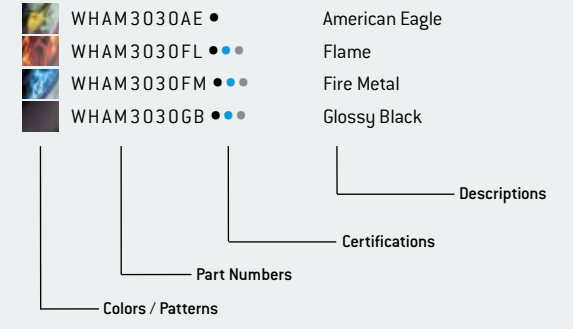 WHAM3030AE ● American Eagle
WHAM3030FL ●●● Flame
WHAM3030FM ●●● Fire Metal
WHAM3030GB ●●● Glossy Black
Descriptions
Certifications
Part Numbers
Colors / Patterns